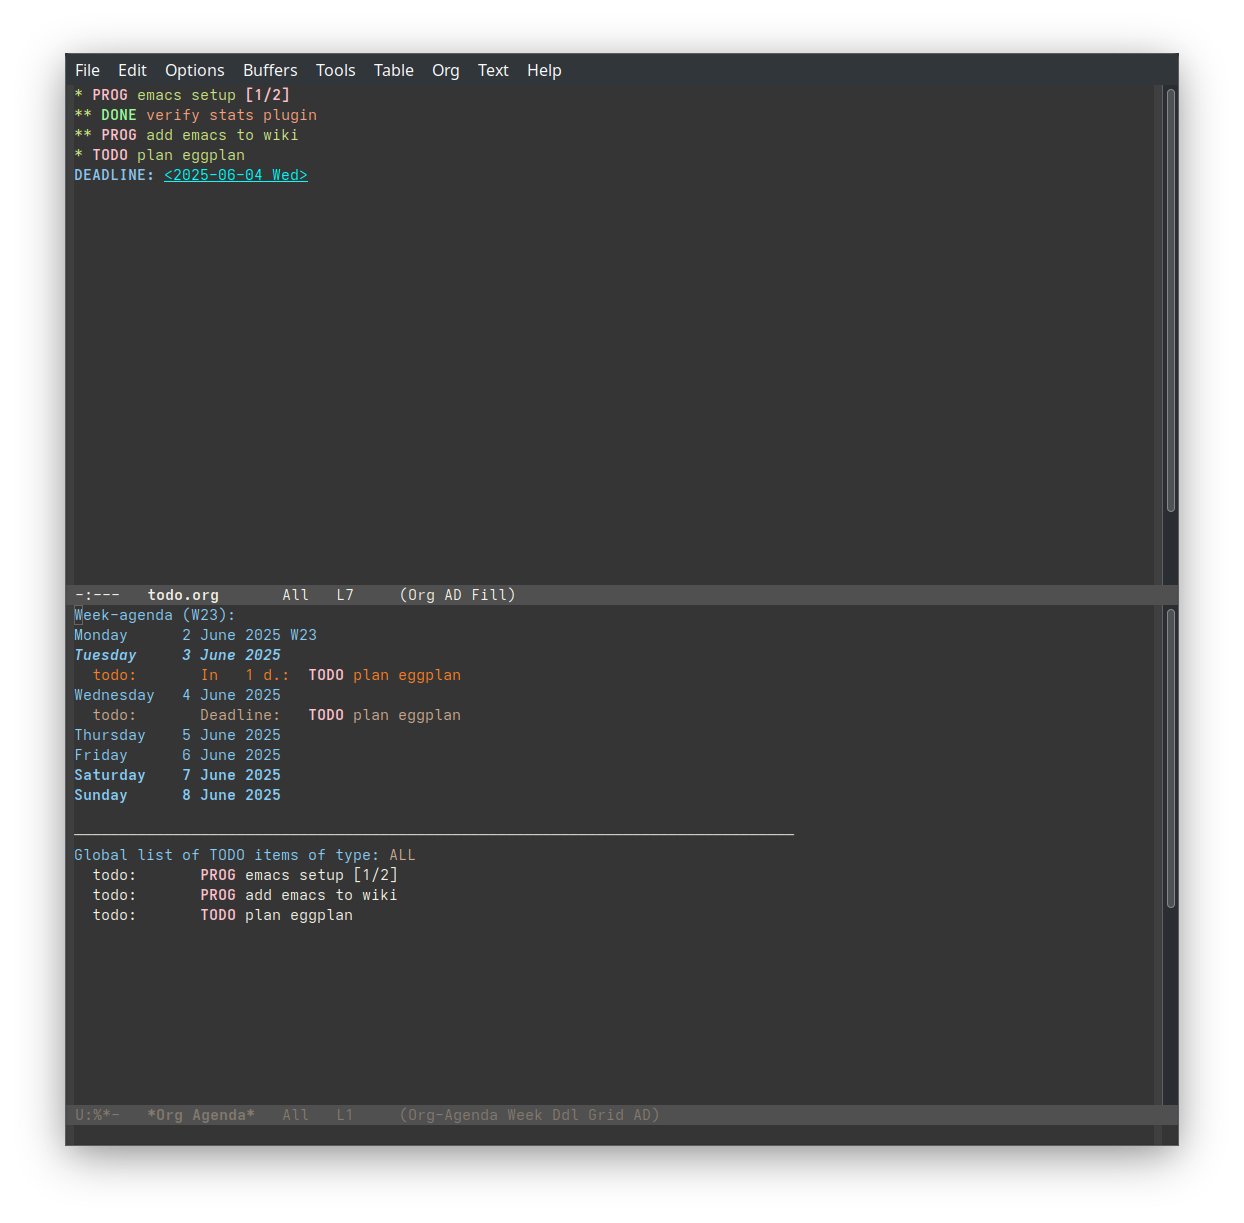 File Edit Options Buffers Tools Table Org Text Help
* PROG emacs setup [1/2]
** DONE verify stats plugin
** PROG add emacs to wiki
* TODO plan eggplan
DEADLINE: <2025-06-04 Wed>
-:--- todo.org All L7 (Org AD Fill)
Week-agenda (W23):
Monday 2 June 2025 W23
Tuesday 3 June 2025
todo: In 1 d.: TODO plan eggplan
Wednesday 4 June 2025
todo: Deadline: TODO plan eggplan
Thursday 5 June 2025
Friday 6 June 2025
Saturday 7 June 2025
Sunday 8 June 2025
Global list of TODO items of type: ALL
todo: PROG emacs setup [1/2]
todo: PROG add emacs to wiki
todo: TODO plan eggplan
U:%*- *Org Agenda* All L1 (Org-Agenda Week Ddl Grid AD)